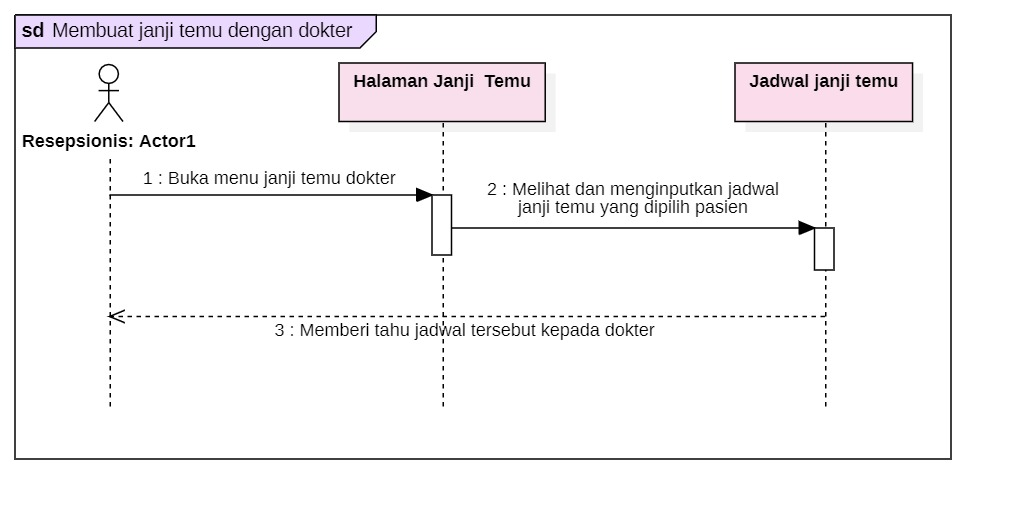 sd Membuat janji temu dengan dokter
Halaman Janji  Temu
Jadwal janji temu
Resepsionis: Actor1
1 : Buka menu janji temu dokter
2 : Melihat dan menginputkan jadwal
janji temu yang dipilih pasien
3 : Memberi tahu jadwal tersebut kepada dokter